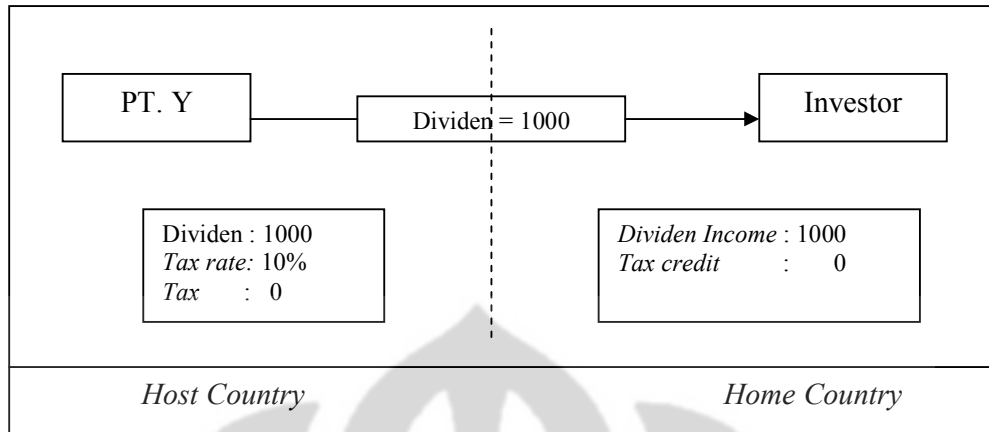 PT. Y
Dividen = 1000
Investor
Dividen : 1000
Tax rate: 10%
Tax : 0
Dividen Income : 1000
Tax credit : 0
Host Country
Home Country